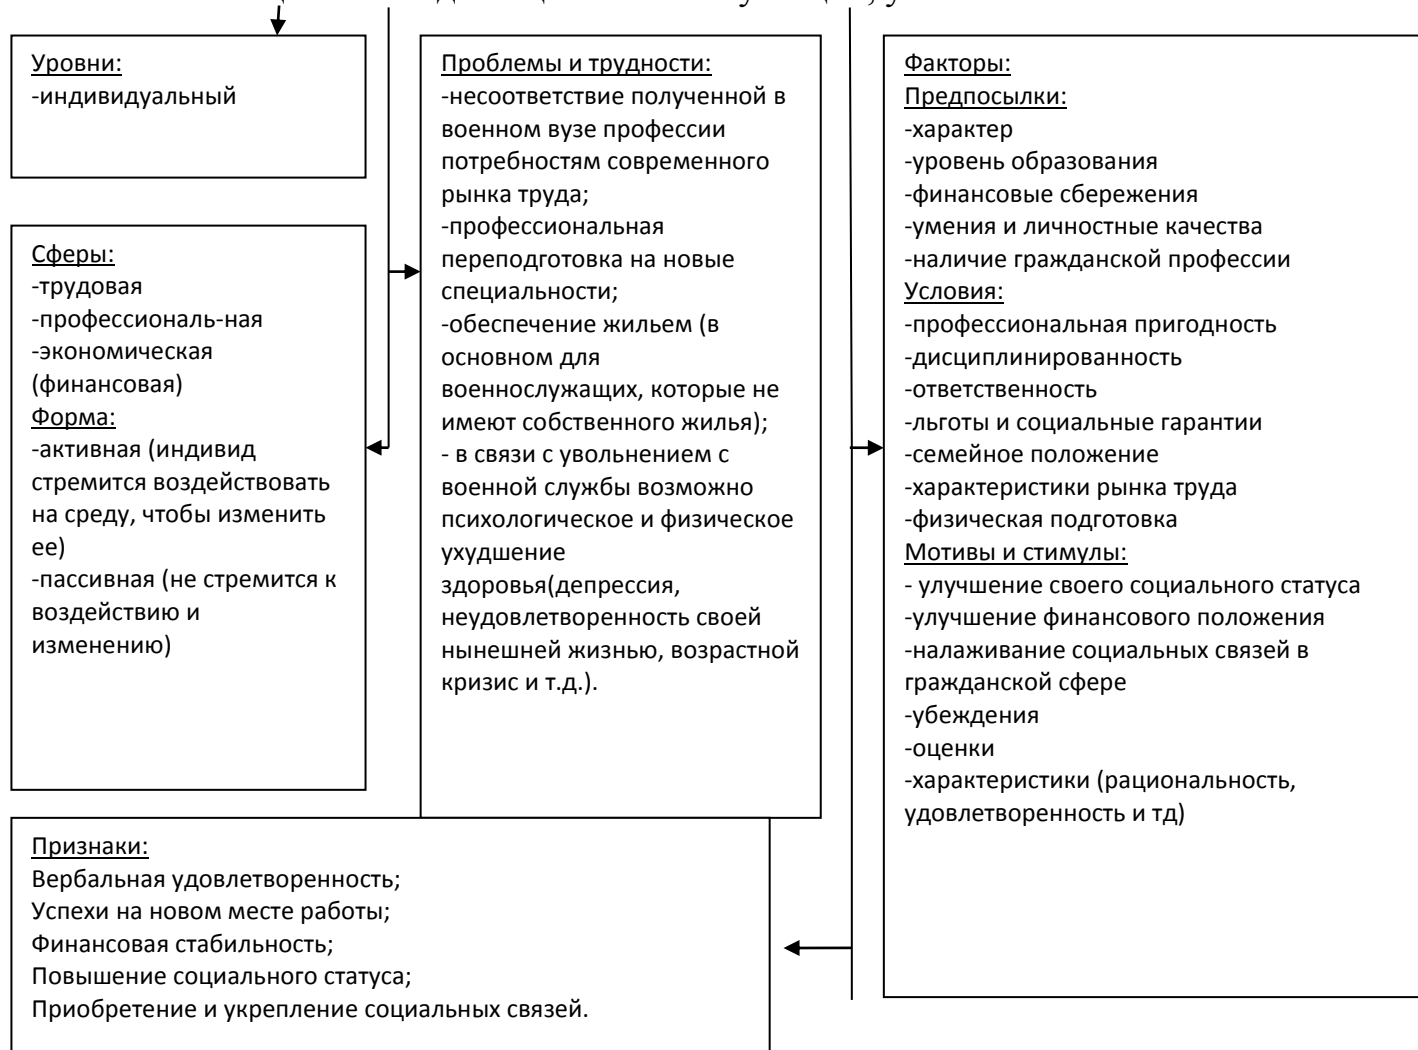 Уровни:
-индивидуальный
Сферы:
-трудовая
-профессиональ-ная
-экономическая
(финансовая)
Форма:
-активная (индивид
стремится воздействовать
на среду, чтобы изменить
ее)
-пассивная (не стремится к
воздействию и
изменению)
Проблемы и трудности:
-несоответствие полученной в
военном вузе профессии
потребностям современного
рынка труда;
-профессиональная
переподготовка на новые
специальности;
-обеспечение жильем (в
основном для
военнослужащих, которые не
имеют собственного жилья);
- в связи с увольнением с
военной службы возможно
психологическое и физическое
ухудшение
здоровья(депрессия,
неудовлетворенность своей
нынешней жизнью, возрастной
кризис и т.д.).
Факторы:
Предпосылки:
-характер
-уровень образования
-финансовые сбережения
-умения и личностные качества
-наличие гражданской профессии
Условия:
-профессиональная пригодность
-дисциплинированность
-ответственность
-льготы и социальные гарантии
-семейное положение
-характеристики рынка труда
-физическая подготовка
Мотивы и стимулы:
- улучшение своего социального статуса
-улучшение финансового положения
-налаживание социальных связей в
гражданской сфере
-убеждения
-оценки
-характеристики (рациональность,
удовлетворенность и тд)
Признаки:
Вербальная удовлетворенность;
Успехи на новом месте работы;
Финансовая стабильность;
Повышение социального статуса;
Приобретение и укрепление социальных связей.